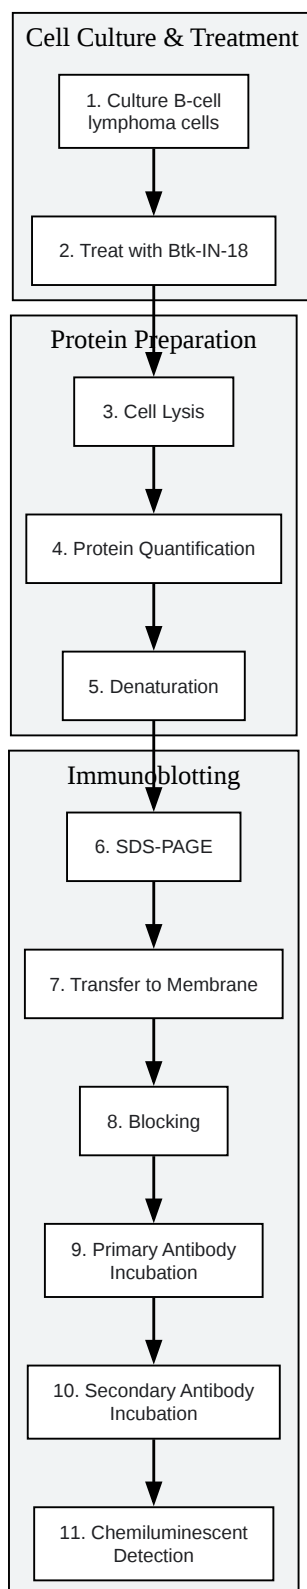 Cell Culture & Treatment
1. Culture B-cell
lymphoma cells
2. Treat with Btk-IN-18
Protein Preparation
3. Cell Lysis
4. Protein Quantification
5. Denaturation
Immunoblotting
6. SDS-PAGE
7. Transfer to Membrane
8. Blocking
9. Primary Antibody
Incubation
10. Secondary Antibody
Incubation
11. Chemiluminescent
Detection